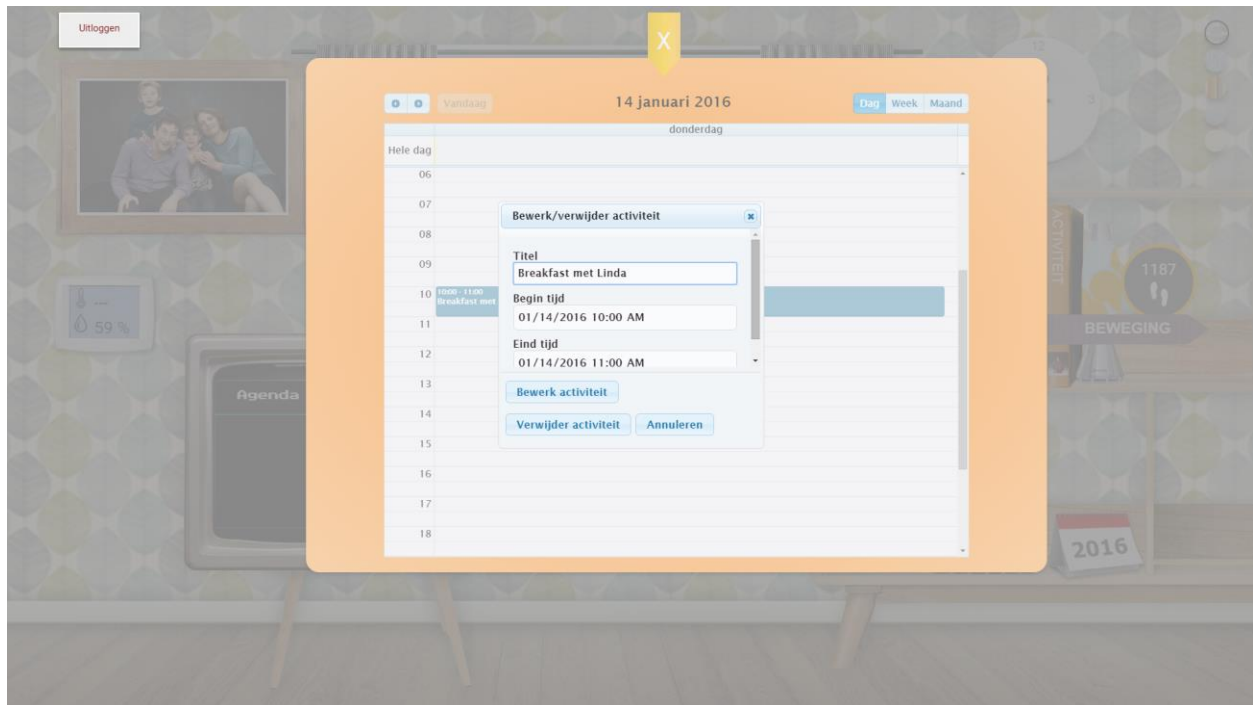 Uitloggen
X
12
3
Vandaag
14 januari 2016
Dag Week Maand
donderdag
Hele dag
06
07
08
09
10
10:00 - 11:00
Breakfast met
11
12
13
14
15
16
17
18
Bewerk/verwijder activiteit
Titel
Breakfast met Linda
Begin tijd
01/14/2016 10:00 AM
Eind tijd
01/14/2016 11:00 AM
Bewerk activiteit
Verwijder activiteit Annuleren
---
59 %
Agenda
ACTIVITEIT
1187
BEWEGING
2016